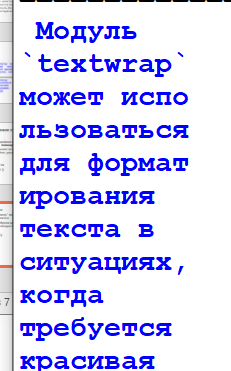 Модуль
`textwrap`
может испо
льзоваться
для формат
ирования
текста в
ситуациях,
когда
требуется
красивая